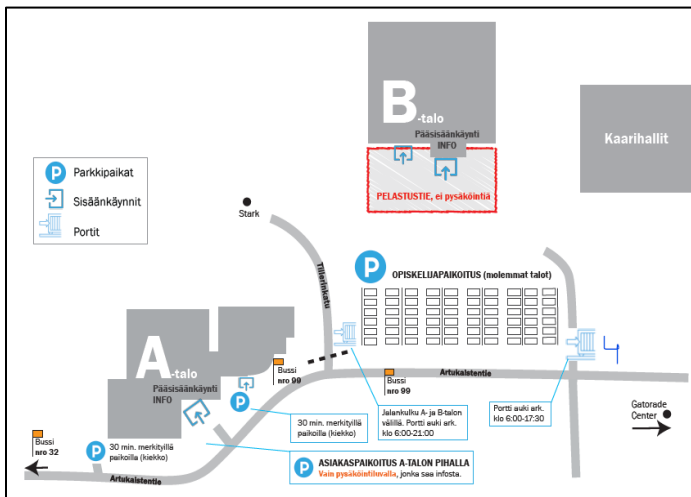 B-talo
Pääsisäänkäynti
INFO
PELASTUSTIE, ei pysäköintiä
Kaarihallit
P Parkkipaikat
Sisäänkäynnit
Portit
Stark
Tillerinkatu
P OPISKELIJAPAIKOITUS (molemmat talot)
A-talo
Pääsisäänkäynti
INFO
Bussi
nro 99
Bussi
nro 99
Artukaistentie
P
30 min. merkityillä
paikoilla (kiekko)
Jalankulku A- ja B-talon
välillä. Portti auki ark.
klo 6:00-21:00
Portti auki ark.
klo 6:00-17:30
Gatorade
Center
Bussi
nro 32
P 30 min. merkityillä
paikoilla (kiekko)
P ASIAKASPAIKOITUS A-TALON PIHALLA
Vain pysäköintiluvalla, jonka saa infosta.
Artukaistentie